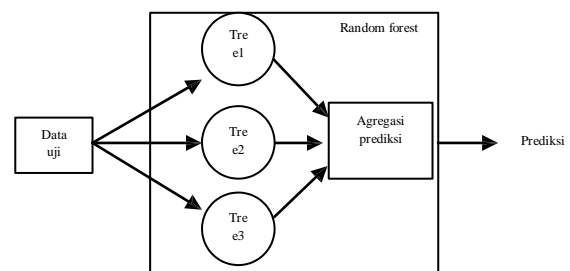 Random forest
Tre
e1
Data
uji
Tre
e2
Agregasi
prediksi
Prediksi
Tre
e3